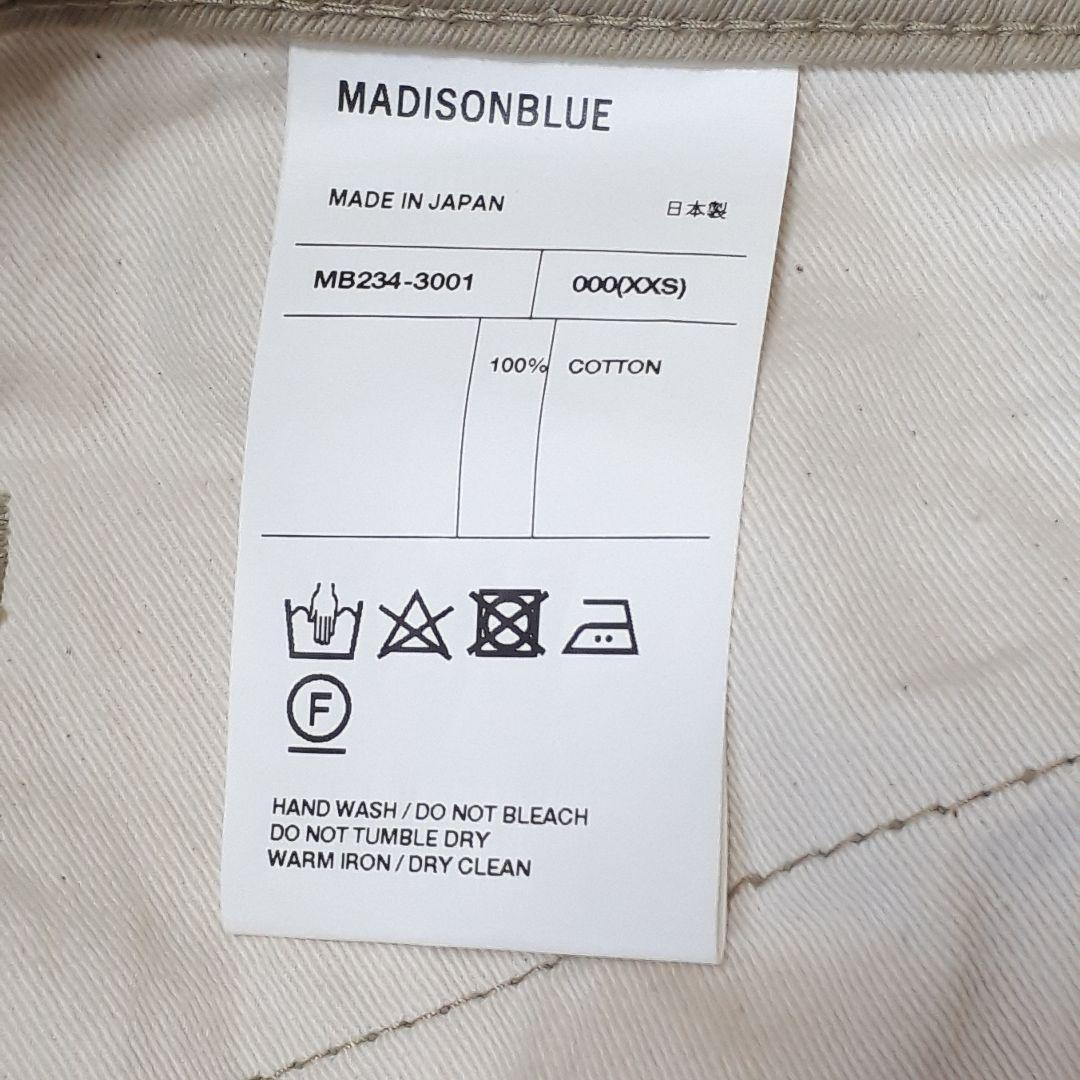 MADISONBLUE
MADE IN JAPAN 日本製
MB234-3001 000(XXS)
100% COTTON
F
HAND WASH / DO NOT BLEACH
DO NOT TUMBLE DRY
WARM IRON / DRY CLEAN